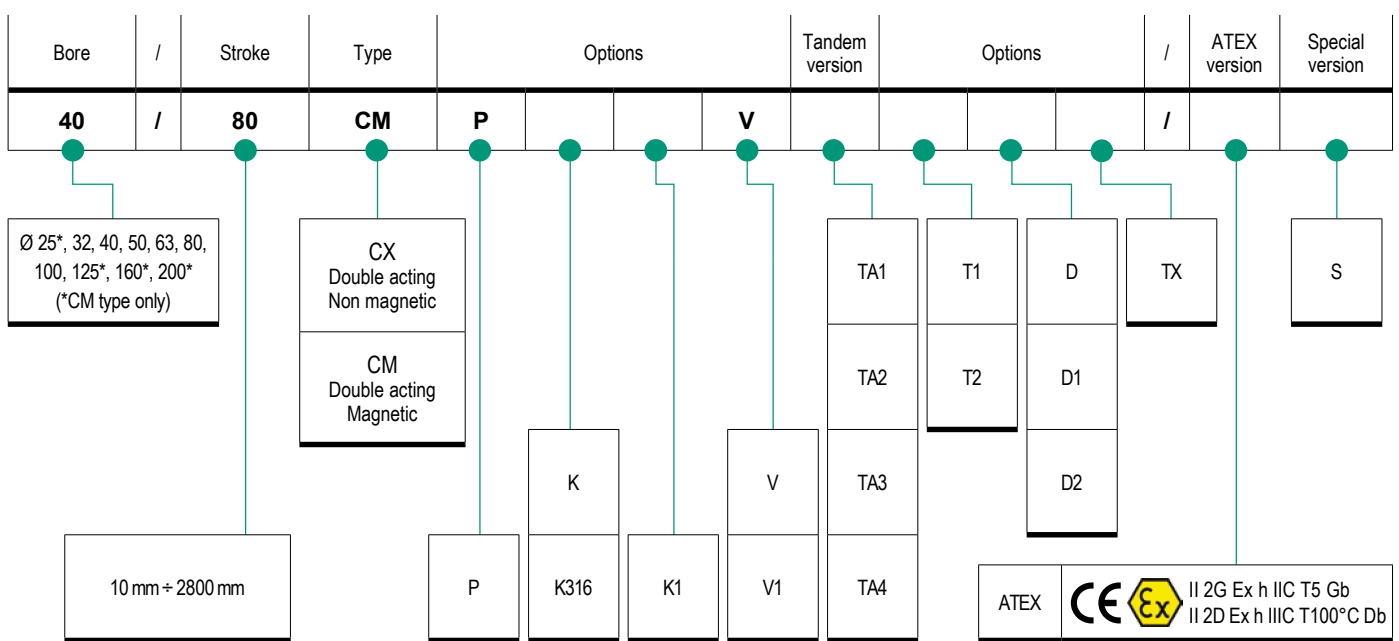 Bore
/
Stroke
Type
Options
Tandem
version
Options
/
ATEX
version
Special
version
40
/
80
CM
P
V
/
Ø 25*, 32, 40, 50, 63, 80,
100, 125*, 160*, 200*
(*CM type only)
CX
Double acting
Non magnetic
CM
Double acting
Magnetic
TA1
T1
D
TX
S
TA2
T2
D1
K
V
TA3
D2
10 mm ÷ 2800 mm
P
K316
K1
V1
TA4
ATEX
CE
Ex
II 2G Ex h IIC T5 Gb
II 2D Ex h IIIC T100°C Db